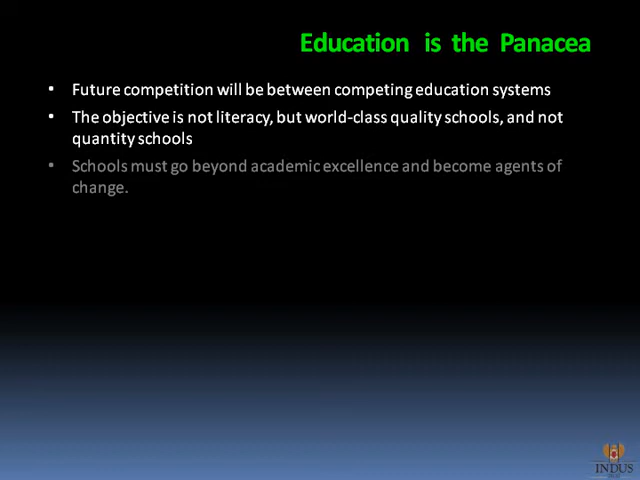 Education is the Panacea
• Future competition will be between competing education systems
• The objective is not literacy, but world-class quality schools, and not
quantity schools
• Schools must go beyond academic excellence and become agents of
change.
INDUS